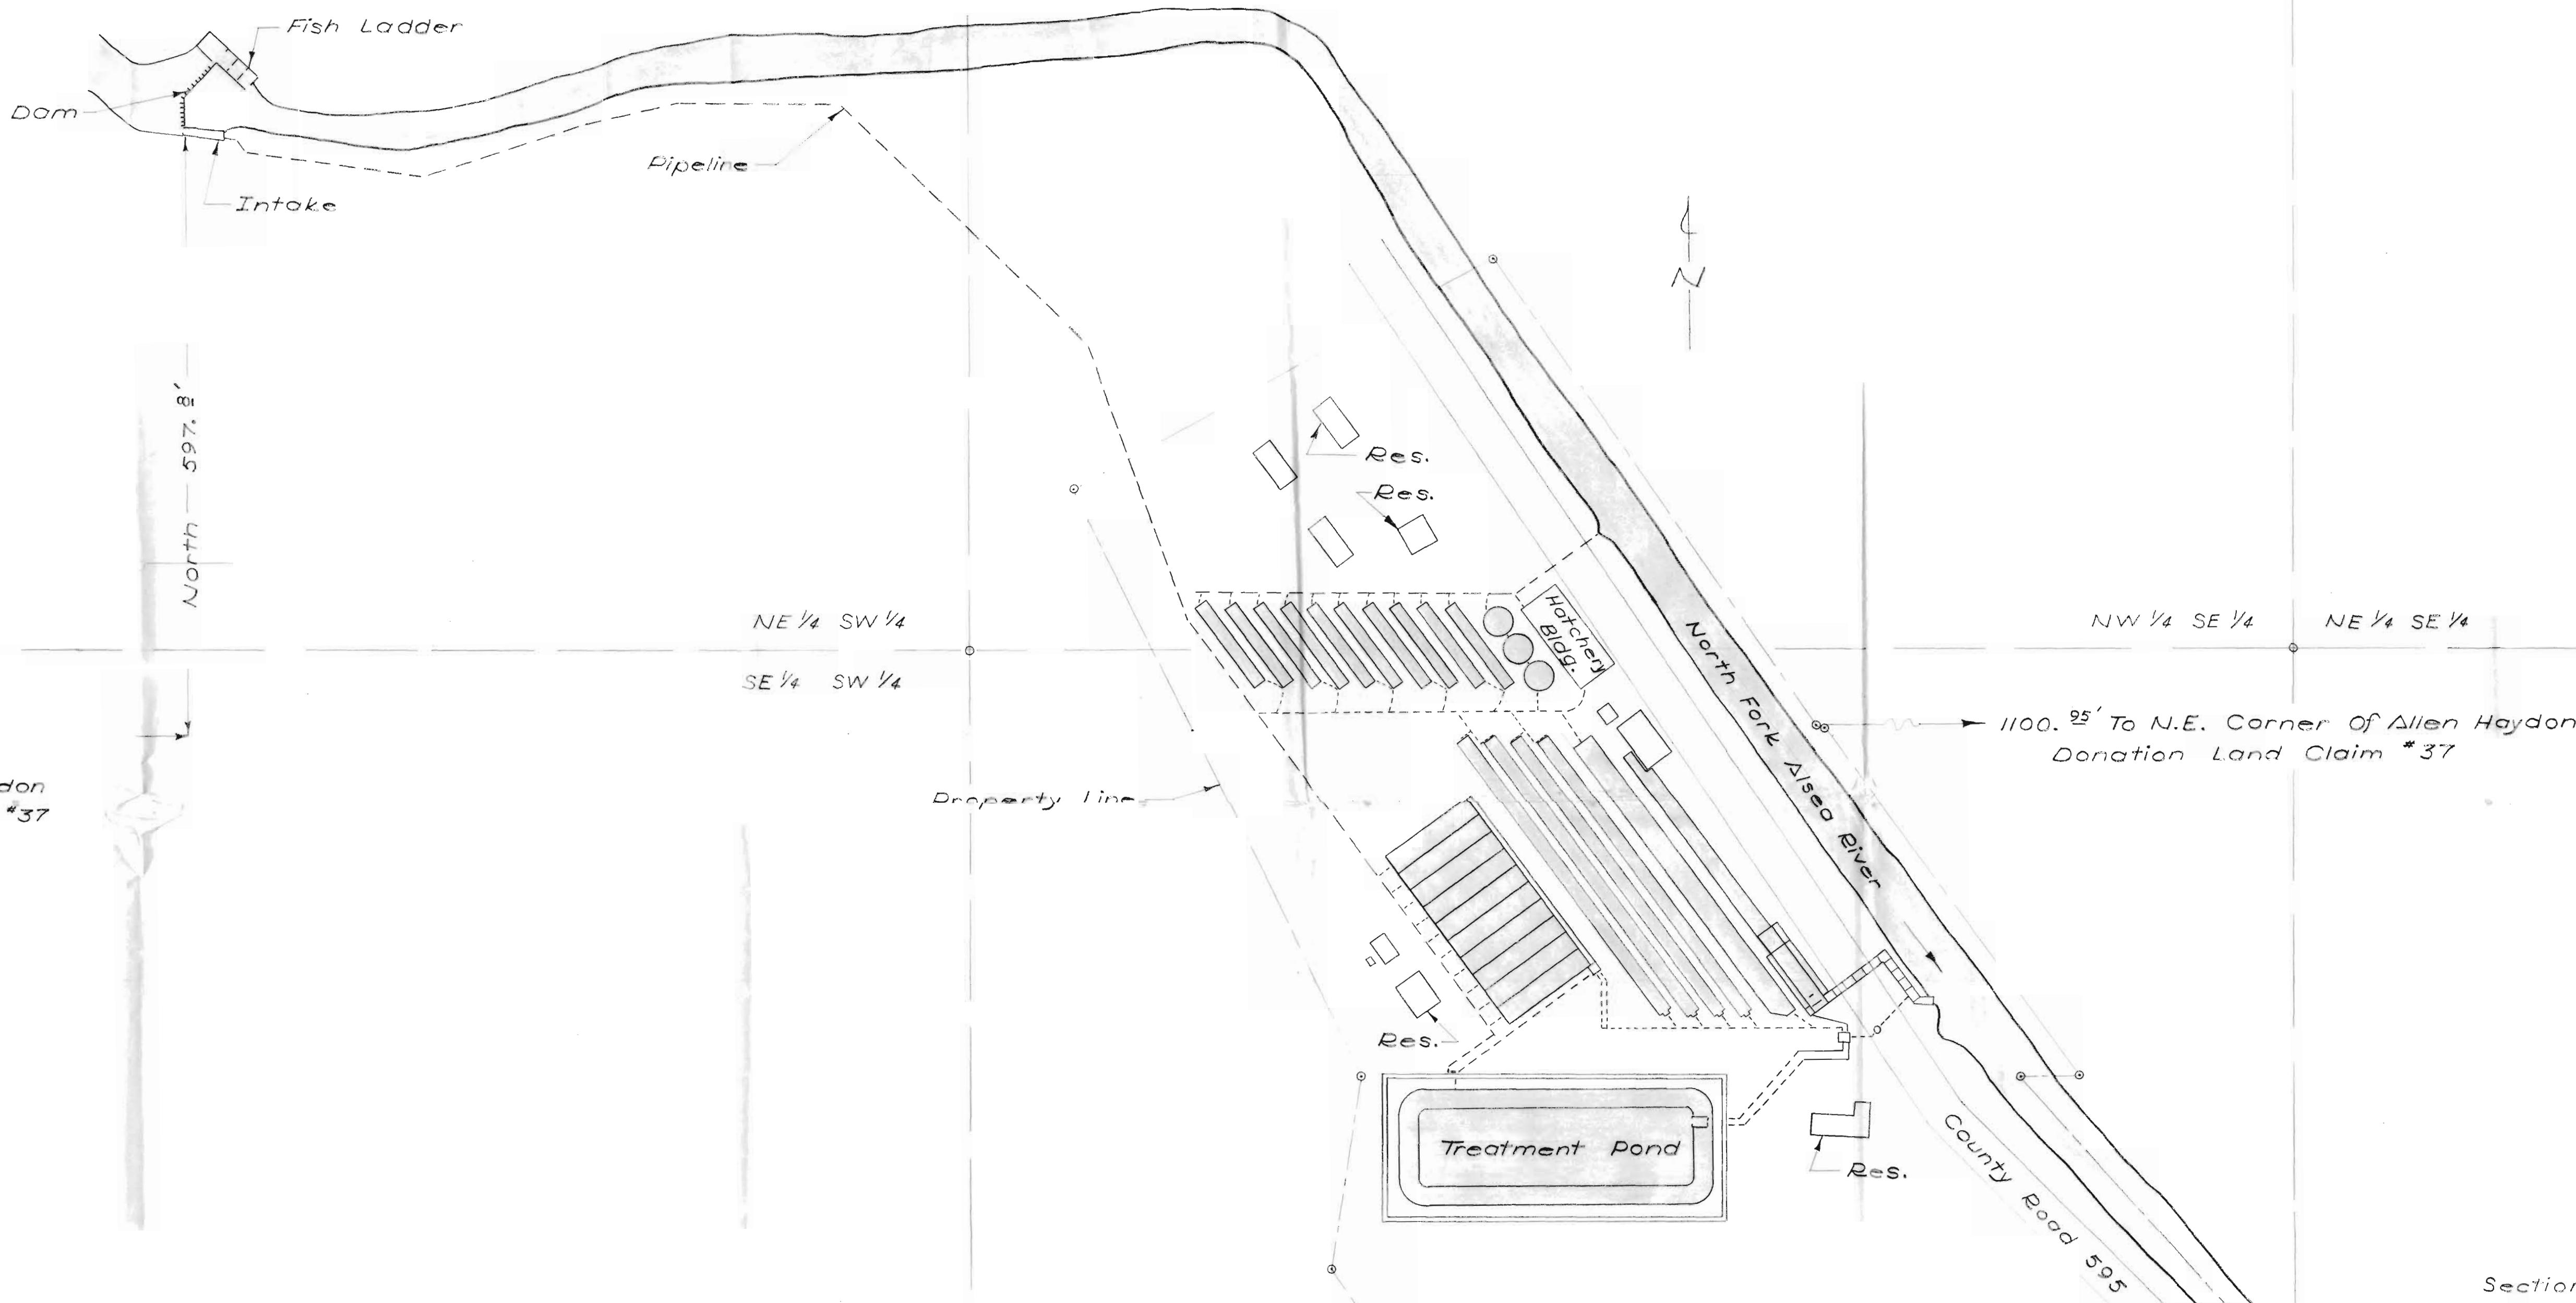 Fish Ladder
Dam
Pipeline
Intake
N
North 597.8'
Res.
Res.
NE 1/4 SW 1/4
SE 1/4 SW 1/4
Hatchery
Bldg.
North Fork Alsea River
NW 1/4 SE 1/4 NE 1/4 SE 1/4
1100.95' To N.E. Corner Of Allen Haydon
Donation Land Claim #37
don
#37
Property Line
Res.
Treatment Pond
Res.
County Road 595
Section